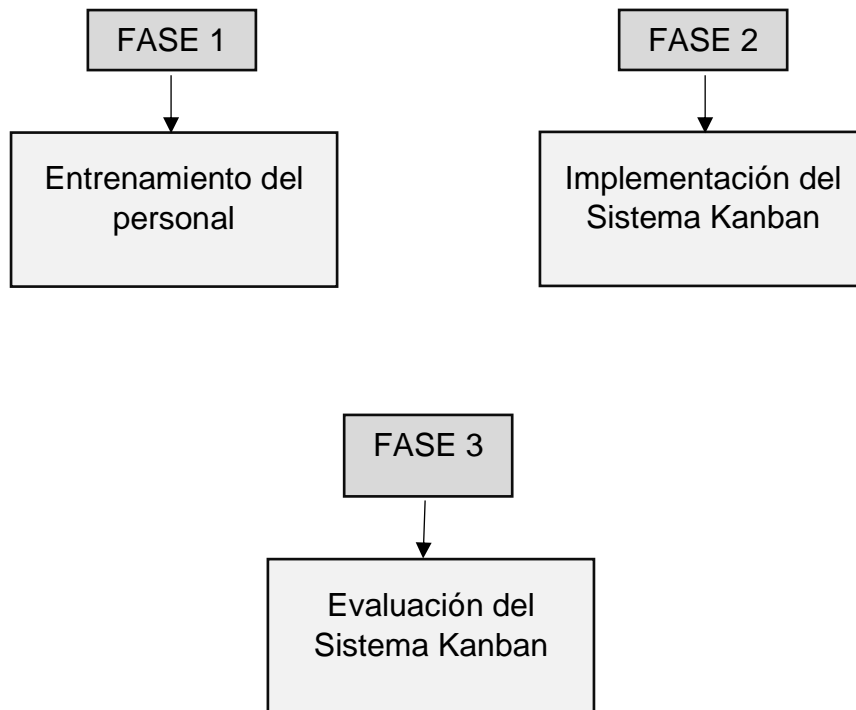 FASE 1
Entrenamiento del
personal
FASE 2
Implementación del
Sistema Kanban
FASE 3
Evaluación del
Sistema Kanban